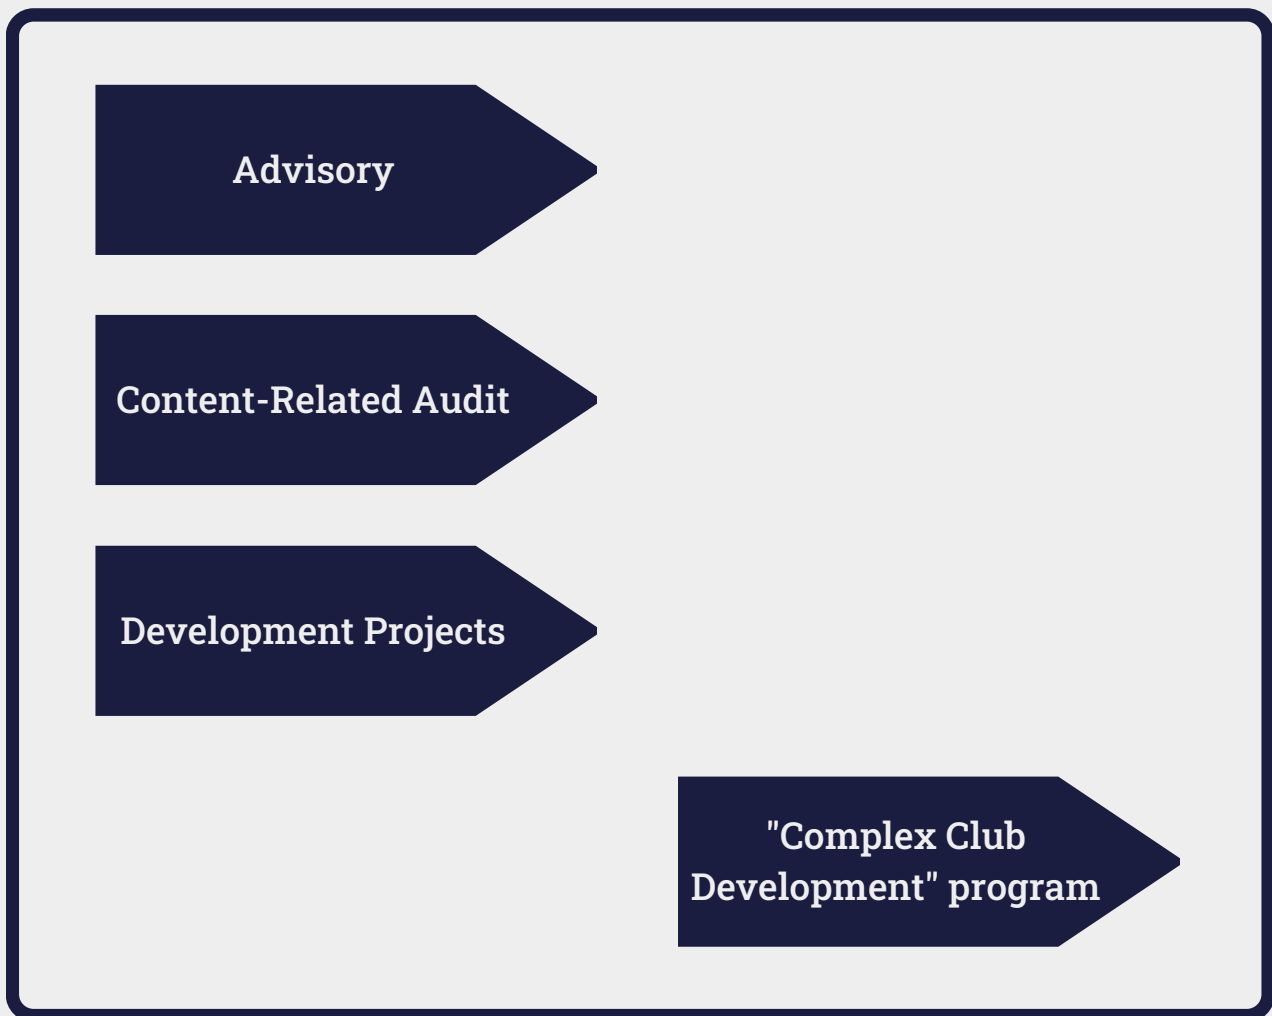 Advisory
Content-Related Audit
Development Projects
"Complex Club
Development" program